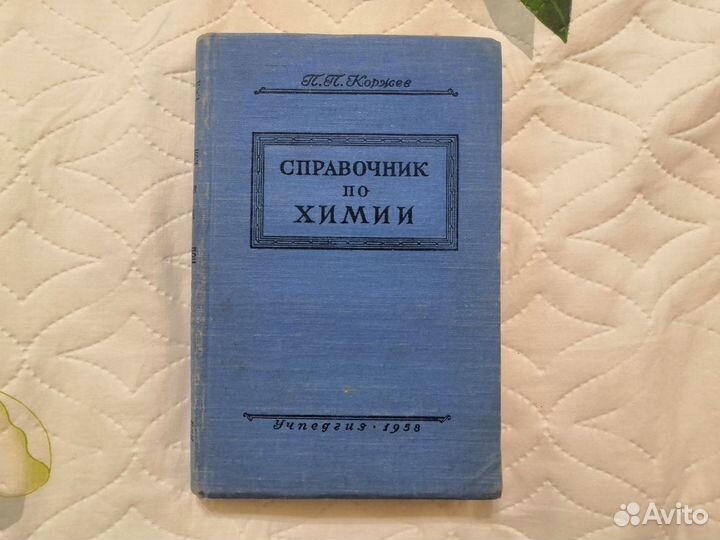 П. П. Коржев
СПРАВОЧНИК
ПО
ХИМИИ
Учпедгиз · 1958
Avito